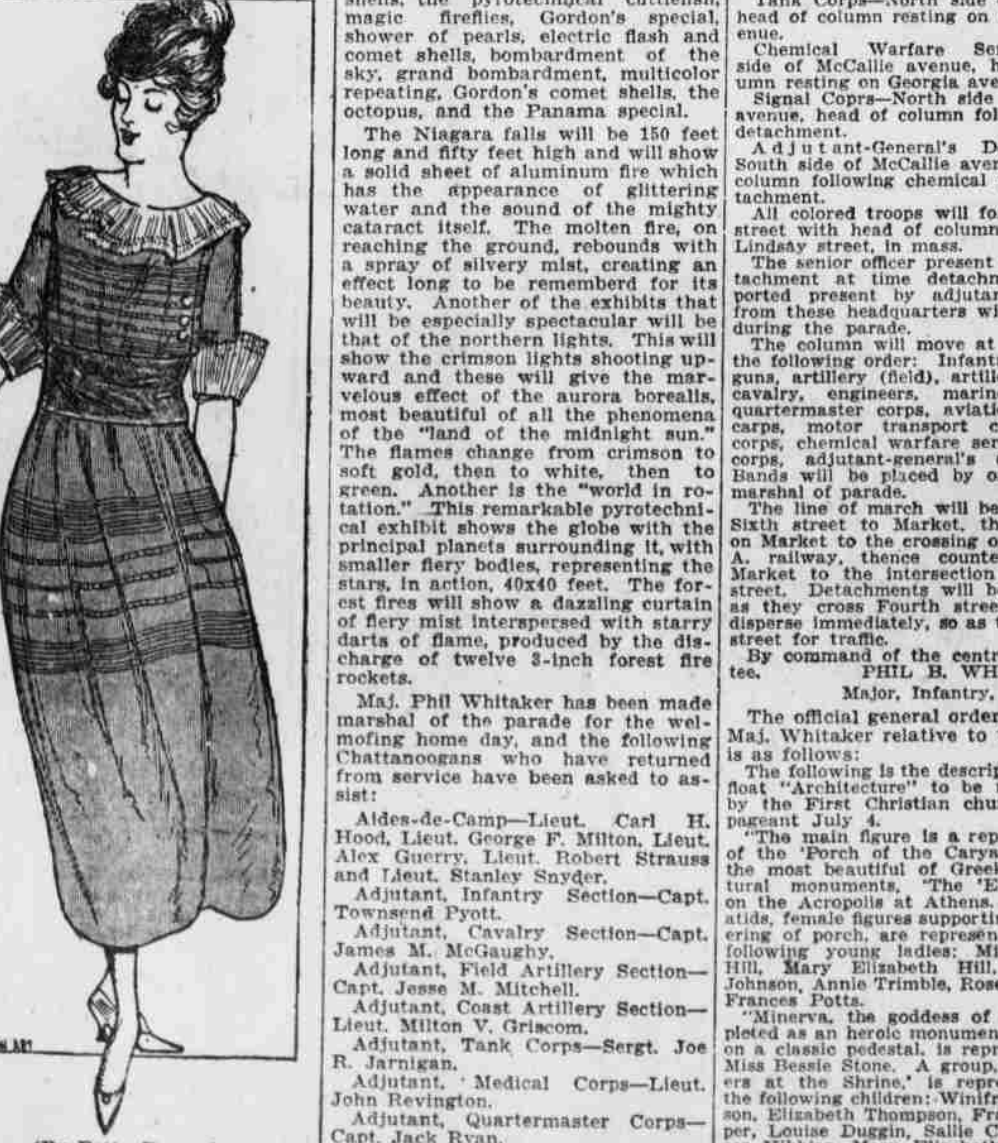 magic fireflies, Gordon's special,
shower of pearls, electric flash and
comet shells, bombardment of the
sky, grand bombardment, multicolor
repeating, Gordon's comet shells, the
octopus, and the Panama special.
The Niagara falls will be 150 feet
long and fifty feet high and will show
a solid sheet of aluminum fire which
has the appearance of glittering
water and the sound of the mighty
cataract itself. The molten fire, on
reaching the ground, rebounds with
a spray of silvery mist, creating an
effect long to be rememberd for its
beauty. Another of the exhibits that
will be especially spectacular will be
that of the northern lights. This will
show the crimson lights shooting up-
ward and these will give the mar-
velous effect of the aurora borealis,
most beautiful of all the phenomena
of the "land of the midnight sun."
The flames change from crimson to
soft gold, then to white, then to
green. Another is the "world in ro-
tation." This remarkable pyrotechni-
cal exhibit shows the globe with the
principal planets surrounding it, with
smaller fiery bodies, representing the
stars, in action, 40x40 feet. The for-
est fires will show a dazzling curtain
of fiery mist interspersed with starry
darts of flame, produced by the dis-
charge of twelve 3-inch forest fire
rockets.
Maj. Phil Whitaker has been made
marshal of the parade for the wel-
mofing home day, and the following
Chattanoogans who have returned
from service have been asked to as-
sist:
Aides-de-Camp—Lieut. Carl H.
Hood, Lieut. George F. Milton, Lieut.
Alex Guerry, Lieut. Robert Strauss
and Lieut. Stanley Snyder.
Adjutant, Infantry Section—Capt.
Townsend Pyott.
Adjutant, Cavalry Section—Capt.
James M. McGaughy.
Adjutant, Field Artillery Section—
Capt. Jesse M. Mitchell.
Adjutant, Coast Artillery Section—
Lieut. Milton V. Griscom.
Adjutant, Tank Corps—Sergt. Joe
R. Jarnigan.
Adjutant, Medical Corps—Lieut.
John Revington.
Adjutant, Quartermaster Corps—
Capt. Jack Ryan.
Tank Corps—North side
head of column resting on
enue.
Chemical Warfare Se
side of McCallie avenue, h
umn resting on Georgia ave
Signal Coprs—North side
avenue, head of column fol
detachment.
Adjutant-General's D
South side of McCallie aven
column following chemical
tachment.
All colored troops will fo
street with head of column
Lindsay street, in mass.
The senior officer present
tachment at time detachm
ported present by adjutan
from these headquarters wi
during the parade.
The column will move at
the following order: Infant
guns, artillery (field), artille
cavalry, engineers, marin
quartermaster corps, aviati
carps, motor transport c
corps, chemical warfare ser
corps, adjutant-general's
Bands will be placed by o
marshal of parade.
The line of march will be
Sixth street to Market, th
on Market to the crossing o
A. railway, thence counte
Market to the intersection
street. Detachments will b
as they cross Fourth stree
disperse immediately, so as t
street for traffic.
By command of the centr
tee. PHIL B. WH
Major, Infantry,
The official general order
Maj. Whitaker relative to
is as follows:
The following is the descrip
float "Architecture" to be
by the First Christian chu
pageant July 4.
"The main figure is a rep
of the 'Porch of the Carya
the most beautiful of Greek
tural monuments, 'The 'E
on the Acropolis at Athens.
atids, female figures supportin
ering of porch, are represen
following young ladies: Mi
Hill, Mary Elizabeth Hill,
Johnson, Annie Trimble, Rose
Frances Potts.
"Minerva, the goddess of
picted as an heroic monumen
on a classic pedestal, is repr
Miss Bessie Stone. A group,
ers at the Shrine,' is repre
the following children: Winifr
son, Elizabeth Thompson, Fr
per, Louise Duggin, Sallie C